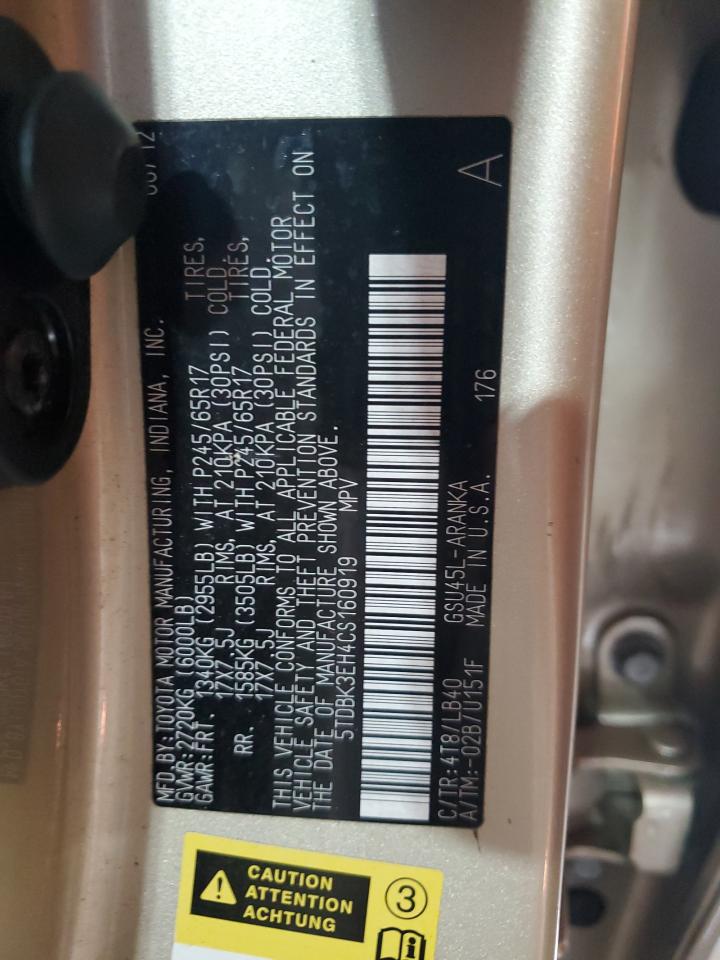 MFD.BY:TOYOTA MOTOR MANUFACTURING, INDIANA, INC.
GVWR:2720KG (6000LB)
GAWR:FRT. 1340KG (2955LB) WITH P245/65R17 TIRES,
17X7.5J RIMS, AT 210KPA (30PSI) COLD.
RR. 1585KG (3505LB) WITH P245/65R17 TIRES,
17X7.5J RIMS, AT 210KPA (30PSI) COLD.
THIS VEHICLE CONFORMS TO ALL APPLICABLE FEDERAL MOTOR
VEHICLE SAFETY AND THEFT PREVENTION STANDARDS IN EFFECT ON
THE DATE OF MANUFACTURE SHOWN ABOVE.
5TDBK3EH4CS160919 MPV
C/TR:4T8/LB40 GSU45L-ARANKA 176 A
A/TM:-02B/U151F MADE IN U.S.A.
CAUTION
ATTENTION
ACHTUNG
3